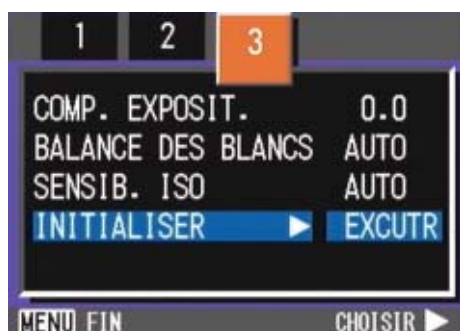 1 2 3
COMP. EXPOSIT. 0.0
BALANCE DES BLANCS AUTO
SENSIB. ISO AUTO
INITIALISER ▶ EXCUTR
MENU FIN CHOISIR ▶